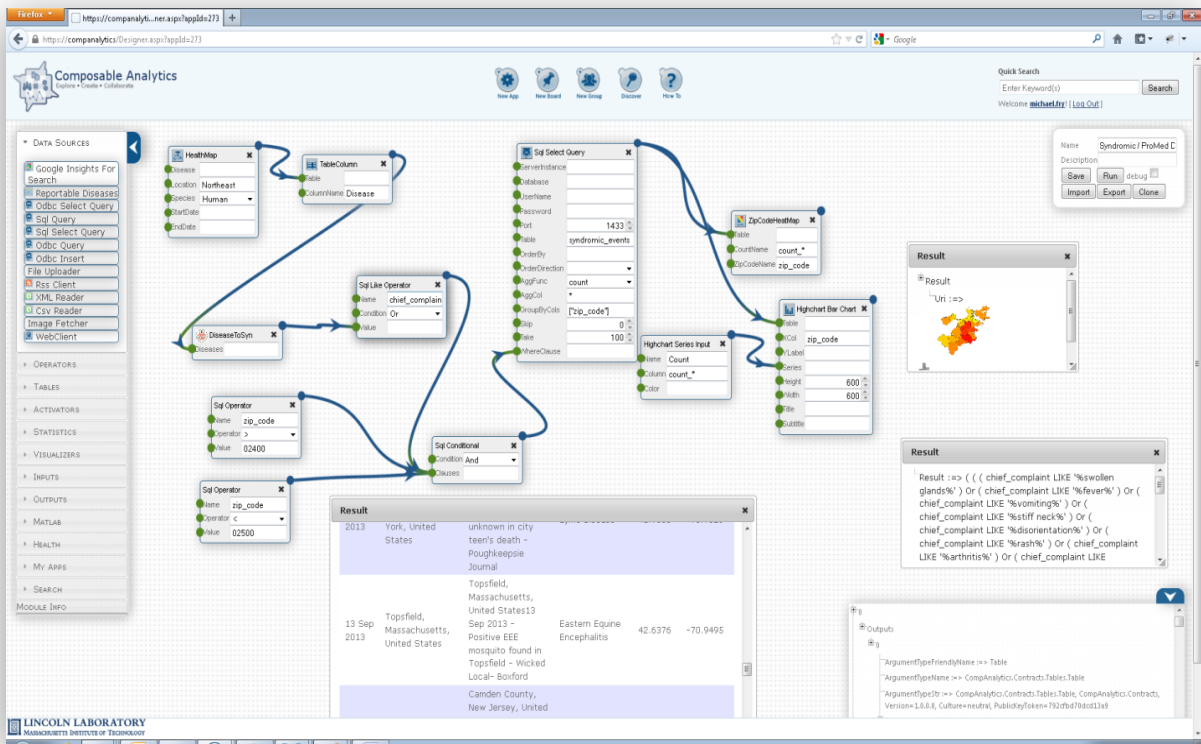 Firefox
https://companalyti...ner.aspx?appId=273
https://companalytics/Designer.aspx?appId=273
Google
Composable Analytics
Explore • Create • Collaborate
New App
New Board
New Group
Discover
How To
Quick Search
Enter Keyword(s)
Search
Welcome michael.fry! [ Log Out ]
DATA SOURCES
Google Insights For
Search
Reportable Diseases
Odbc Select Query
Sql Query
Sql Select Query
Odbc Query
Odbc Insert
File Uploader
Rss Client
XML Reader
Csv Reader
Image Fetcher
WebClient
OPERATORS
TABLES
ACTIVATORS
STATISTICS
VISUALIZERS
INPUTS
OUTPUTS
MATLAB
HEALTH
MY APPS
SEARCH
MODULE INFO
HealthMap
Disease
Location Northeast
Species Human
StartDate
EndDate
TableColumn
Table
ColumnName Disease
DiseaseToSyn
Diseases
Sql Like Operator
Name chief_complain
Condition Or
Value
Sql Operator
Name zip_code
Operator >
Value 02400
Sql Operator
Name zip_code
Operator <
Value 02500
Sql Conditional
Condition And
Clauses
Sql Select Query
ServerInstance
Database
UserName
Password
Port 1433
Table syndromic_events
OrderBy
OrderDirection
AggFunc count
AggCol *
GroupByCols ["zip_code"]
Skip 0
Take 100
WhereClause
Highchart Series Input
Name Count
Column count_*
Color
ZipCodeHeatMap
Table
CountName count_*
ZipCodeName zip_code
Highchart Bar Chart
Table
XCol zip_code
YLabel
Series
Height 600
Width 600
Title
Subtitle
Name Syndromic / ProMed D
Description
Save Run debug
Import Export Clone
Result
Result
Uri :=>
Result
Result :=> ( ( ( chief_complaint LIKE '%swollen
glands%' ) Or ( chief_complaint LIKE '%fever%' ) Or (
chief_complaint LIKE '%vomiting%' ) Or (
chief_complaint LIKE '%stiff neck%' ) Or (
chief_complaint LIKE '%disorientation%' ) Or (
chief_complaint LIKE '%rash%' ) Or ( chief_complaint
LIKE '%arthritis%' ) Or ( chief_complaint LIKE
Result
2013
York, United
States
unknown in city
teen's death -
Poughkeepsie
Journal
13 Sep
2013
Topsfield,
Massachusetts,
United States
Topsfield,
Massachusetts,
United States13
Sep 2013 -
Positive EEE
mosquito found in
Topsfield - Wicked
Local- Boxford
Eastern Equine
Encephalitis
42.6376
-70.9495
Camden County,
New Jersey, United
0
Outputs
0
ArgumentTypeFriendlyName :=> Table
ArgumentTypeName :=> CompAnalytics.Contracts.Tables.Table
ArgumentTypeStr :=> CompAnalytics.Contracts.Tables.Table, CompAnalytics.Contracts,
Version=1.0.0.0, Culture=neutral, PublicKeyToken=792cfbd70dcd13a9
LINCOLN LABORATORY
MASSACHUSETTS INSTITUTE OF TECHNOLOGY